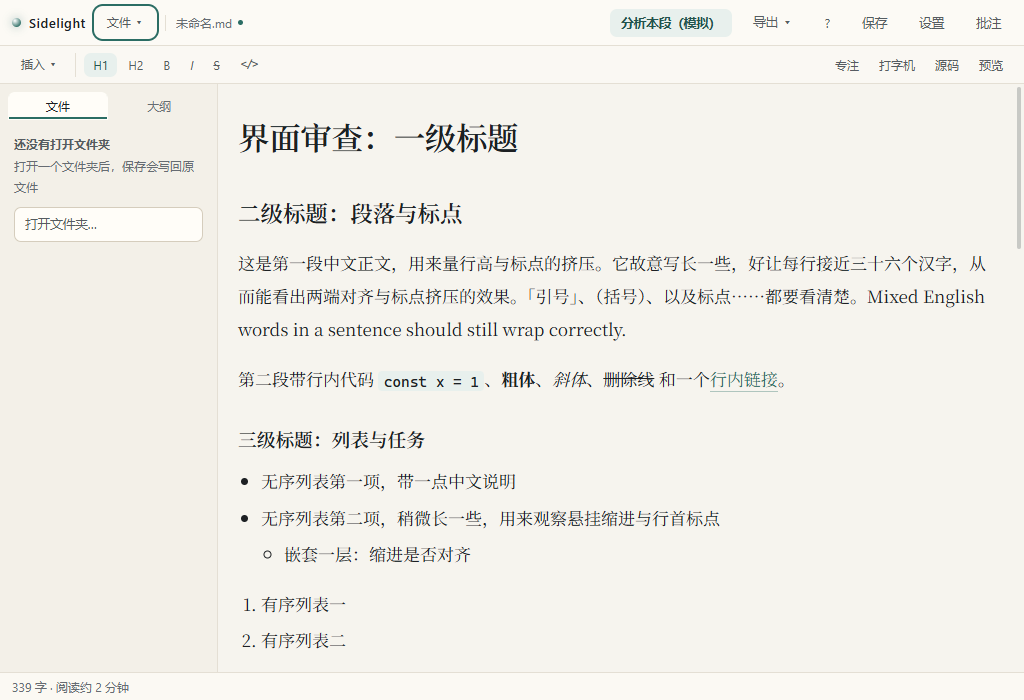 Sidelight 文件 未命名.md 分析本段（模拟） 导出 ? 保存 设置 批注
插入 H1 H2 B I S </> 专注 打字机 源码 预览
文件 大纲
还没有打开文件夹
打开一个文件夹后，保存会写回原
文件
打开文件夹...
界面审查：一级标题
二级标题：段落与标点
这是第一段中文正文，用来量行高与标点的挤压。它故意写长一些，好让每行接近三十六个汉字，从
而能看出两端对齐与标点挤压的效果。「引号」、（括号）、以及标点……都要看清楚。Mixed English
words in a sentence should still wrap correctly.
第二段带行内代码 const x = 1 、粗体、斜体、删除线 和一个行内链接。
三级标题：列表与任务
• 无序列表第一项，带一点中文说明
• 无序列表第二项，稍微长一些，用来观察悬挂缩进与行首标点
◦ 嵌套一层：缩进是否对齐
1. 有序列表一
2. 有序列表二
339 字 · 阅读约 2 分钟